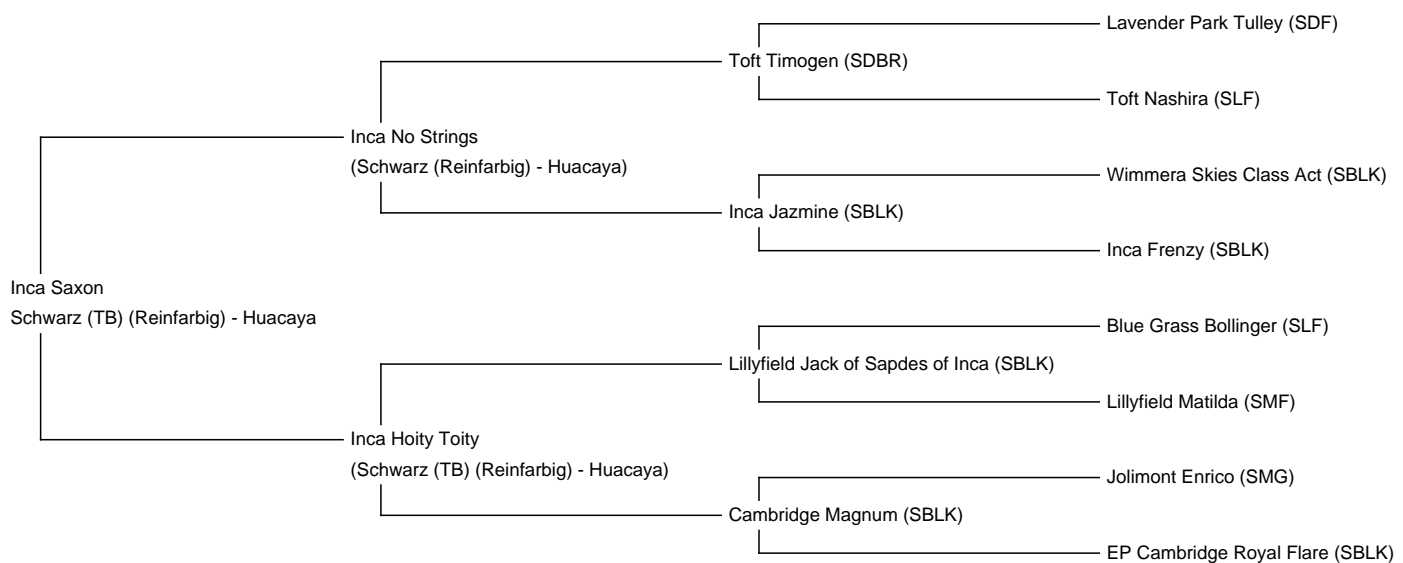 Lavender Park Tulley (SDF)
Toft Timogen (SDBR)
Toft Nashira (SLF)
Inca No Strings
(Schwarz (Reinfarbig) - Huacaya)
Wimmera Skies Class Act (SBLK)
Inca Jazmine (SBLK)
Inca Frenzy (SBLK)
Inca Saxon
Schwarz (TB) (Reinfarbig) - Huacaya
Blue Grass Bollinger (SLF)
Lillyfield Jack of Sapdes of Inca (SBLK)
Lillyfield Matilda (SMF)
Inca Hoity Toity
(Schwarz (TB) (Reinfarbig) - Huacaya)
Jolimont Enrico (SMG)
Cambridge Magnum (SBLK)
EP Cambridge Royal Flare (SBLK)